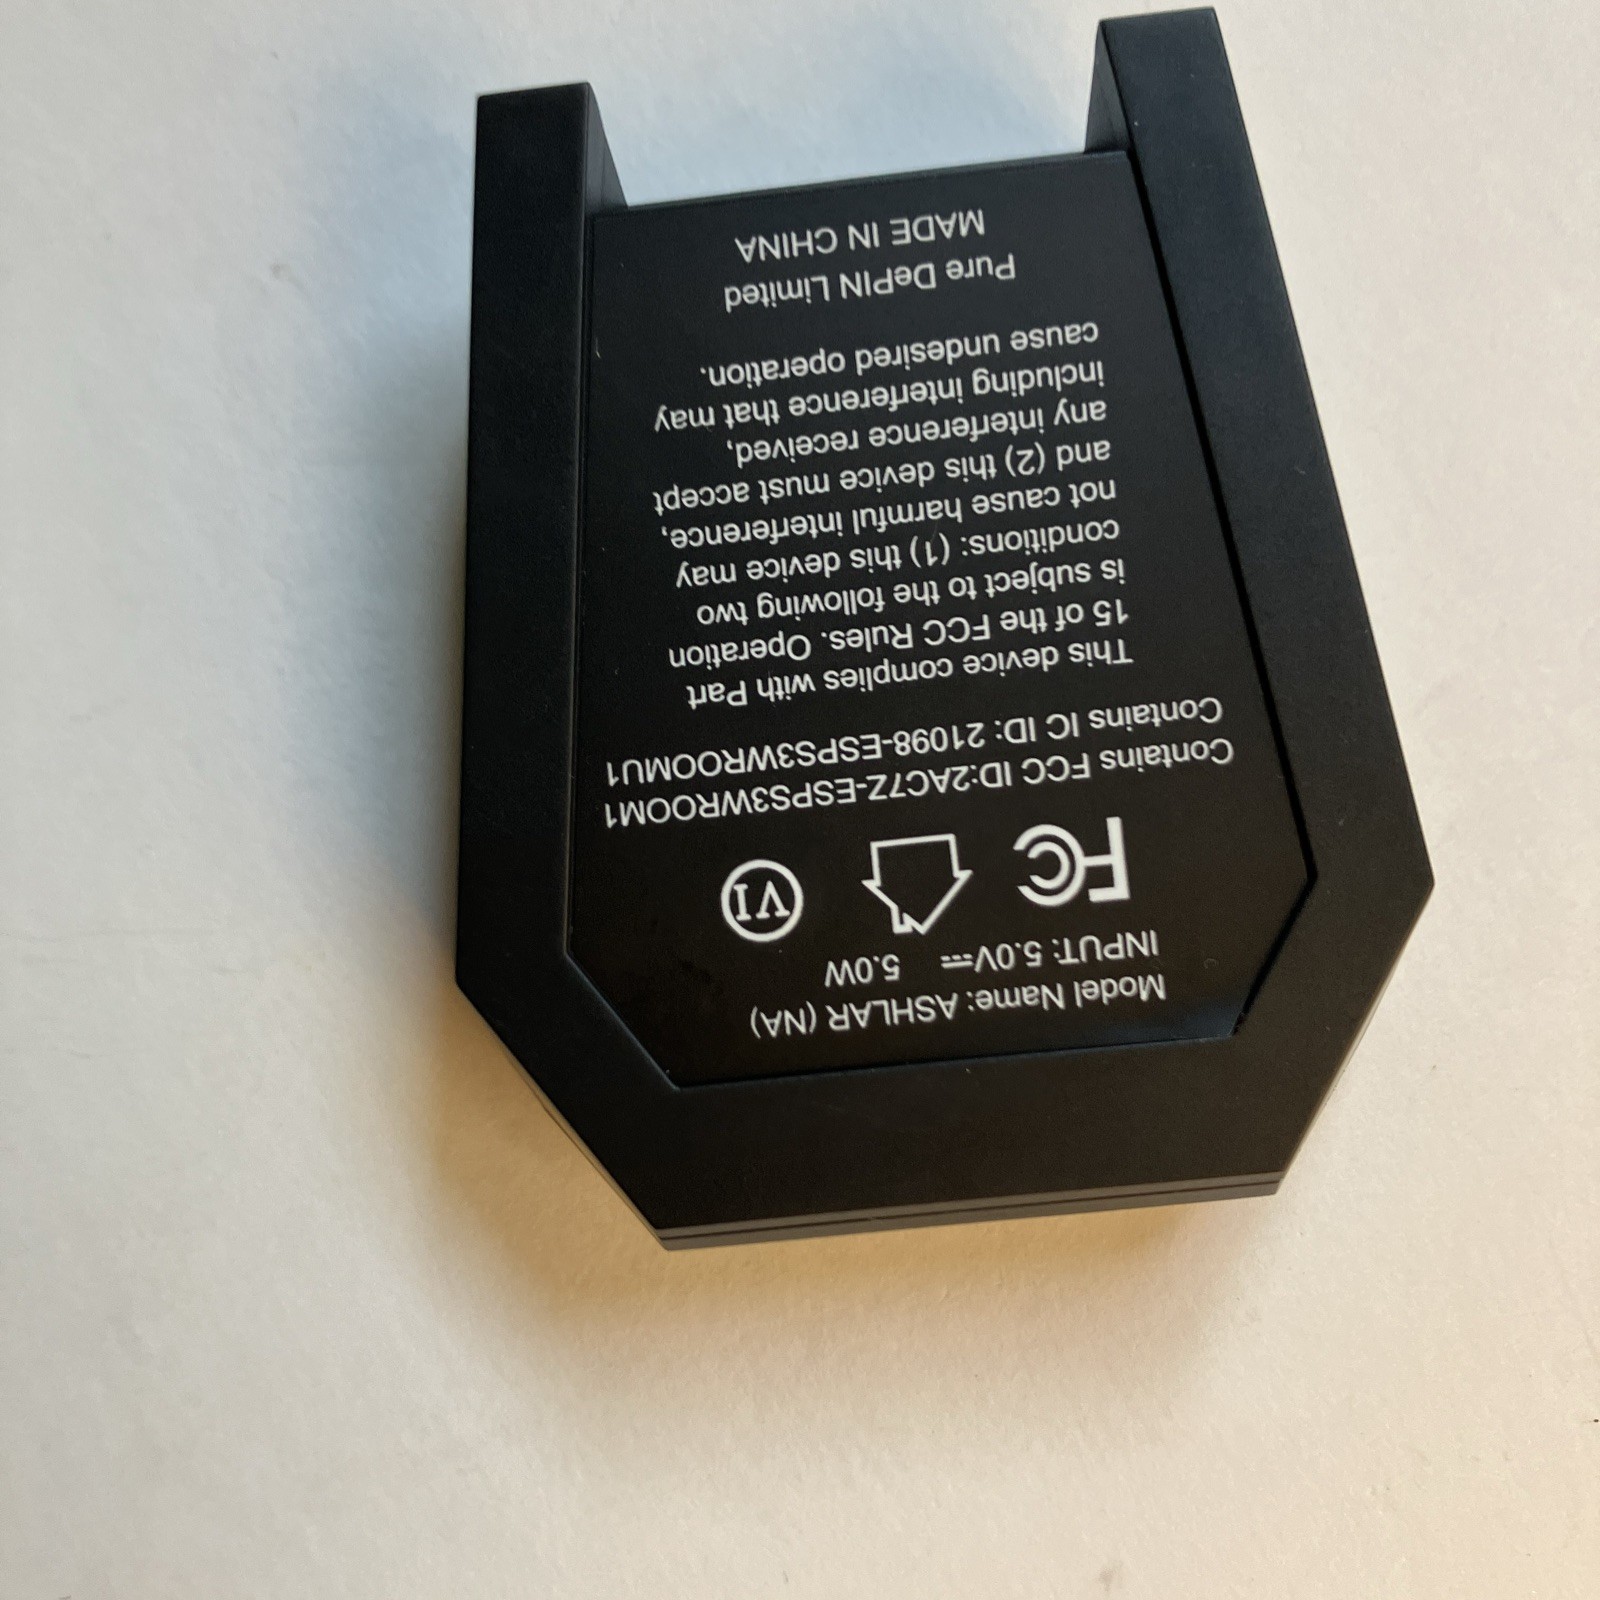 Model Name: ASHLAR (NA)
INPUT: 5.0V⎓ 5.0W
FC VI
Contains FCC ID:2AC7Z-ESPS3WROOM1
Contains IC ID: 21098-ESPS3WROOMU1
This device complies with Part
15 of the FCC Rules. Operation
is subject to the following two
conditions: (1) this device may
not cause harmful interference,
and (2) this device must accept
any interference received,
including interference that may
cause undesired operation.
Pure DePIN Limited
MADE IN CHINA